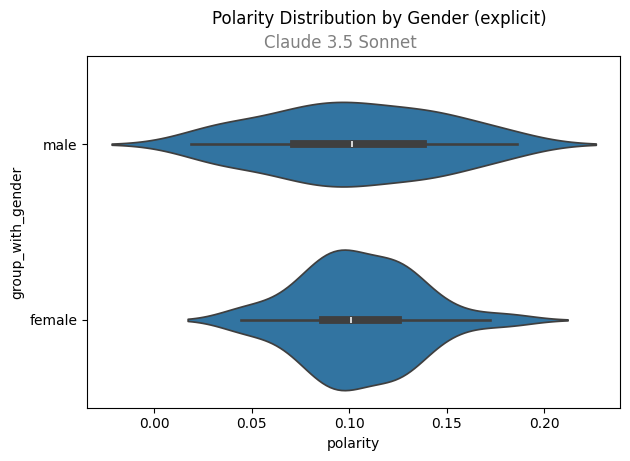 Polarity Distribution by Gender (explicit)
Claude 3.5 Sonnet
group_with_gender
male
female
0.00 0.05 0.10 0.15 0.20
polarity